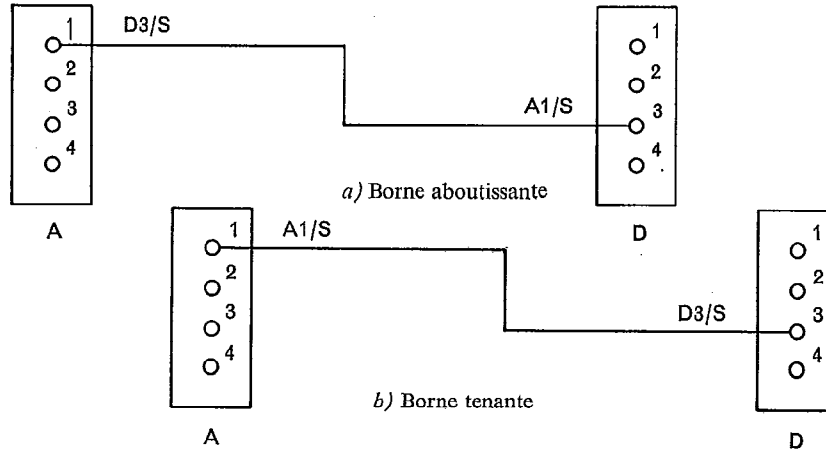 1 D3/S 1
2 2
3 A1/S 3
4 4
a) Borne aboutissante
A D
1 A1/S 1
2 2
3 D3/S 3
4 4
b) Borne tenante
A D